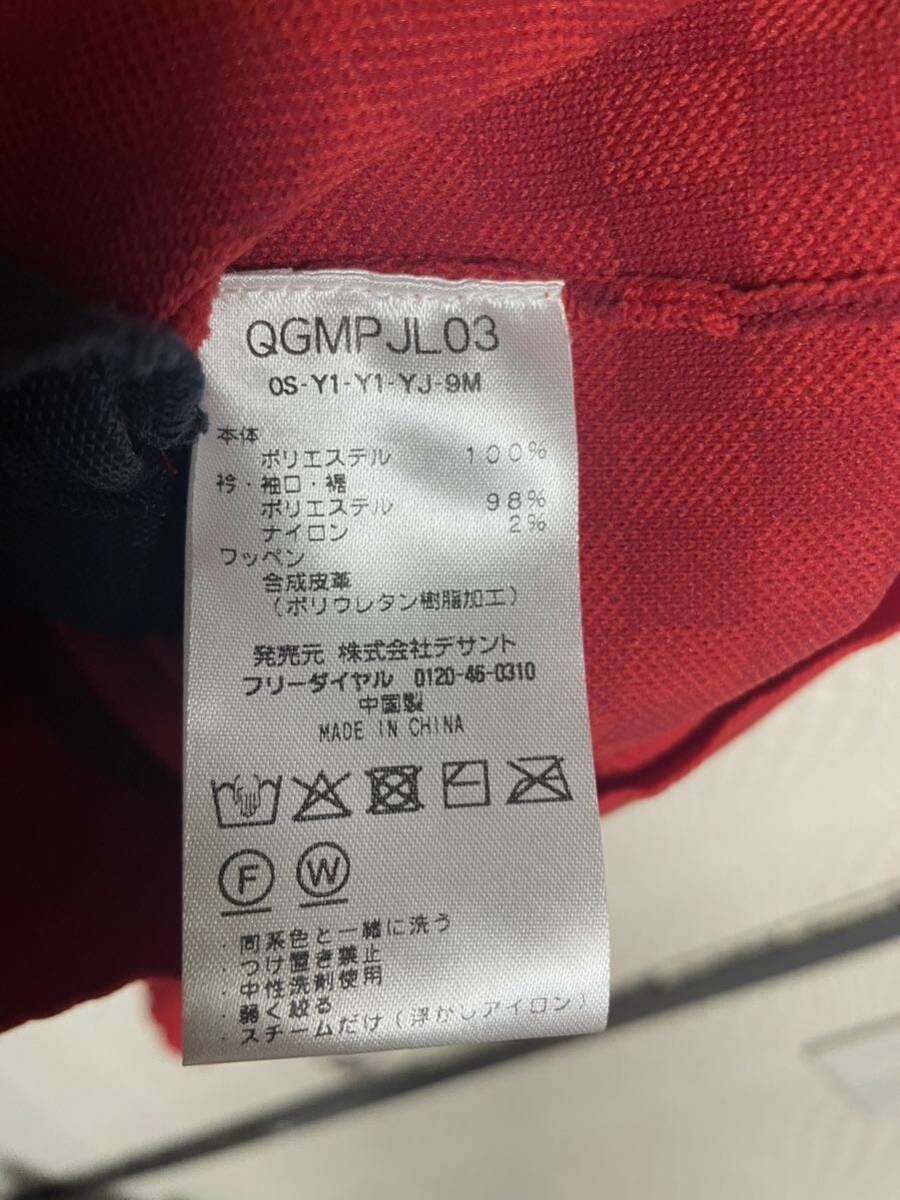 QGMPJL03
OS-Y1-Y1-YJ-9M
本体
ポリエステル 100%
衿・袖口・裾
ポリエステル 98%
ナイロン 2%
ワッペン
合成皮革
(ポリウレタン樹脂加工)
発売元 株式会社デサント
フリーダイヤル 0120-46-0310
中国製
MADE IN CHINA
F W
・同系色と一緒に洗う
・つけ置き禁止
・中性洗剤使用
・弱く絞る
・スチームだけ(浮かしアイロン)